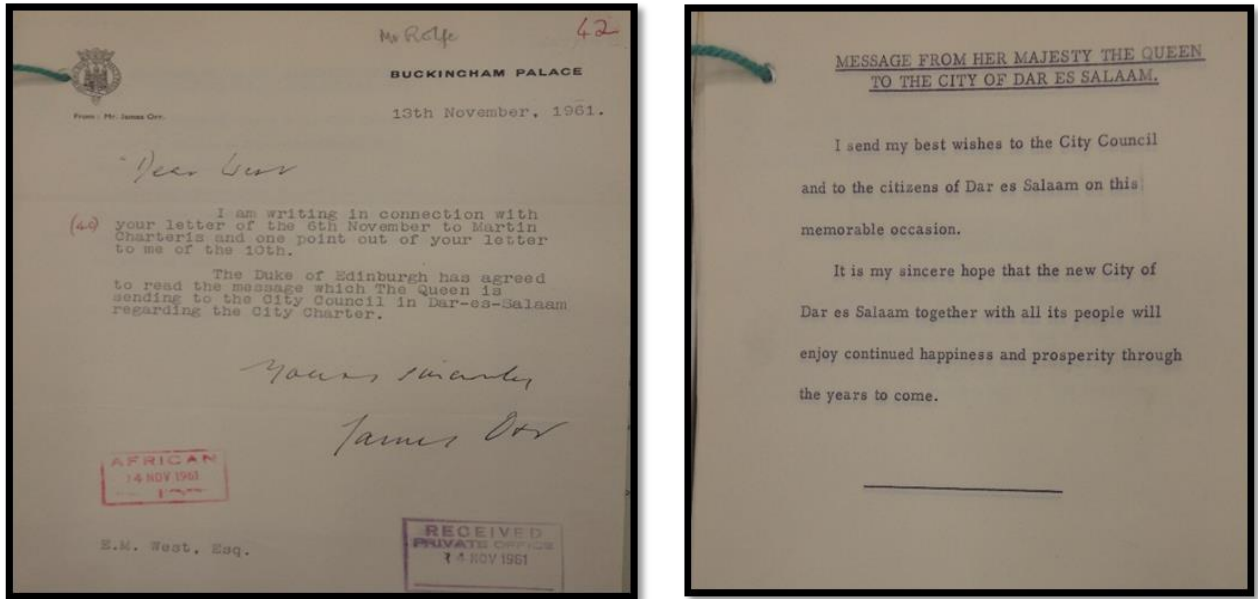 Mr Rolfe
42
BUCKINGHAM PALACE
From: Mr. James Orr.
13th November, 1961.
Dear West
I am writing in connection with
(40) your letter of the 6th November to Martin
Charteris and one point out of your letter
to me of the 10th.
The Duke of Edinburgh has agreed
to read the message which The Queen is
sending to the City Council in Dar-es-Salaam
regarding the City Charter.
Yours sincerely
James Orr
AFRICAN
14 NOV 1961
RECEIVED
PRIVATE OFFICE
14 NOV 1961
E.M. West, Esq.
MESSAGE FROM HER MAJESTY THE QUEEN
TO THE CITY OF DAR ES SALAAM.
I send my best wishes to the City Council
and to the citizens of Dar es Salaam on this
memorable occasion.
It is my sincere hope that the new City of
Dar es Salaam together with all its people will
enjoy continued happiness and prosperity through
the years to come.